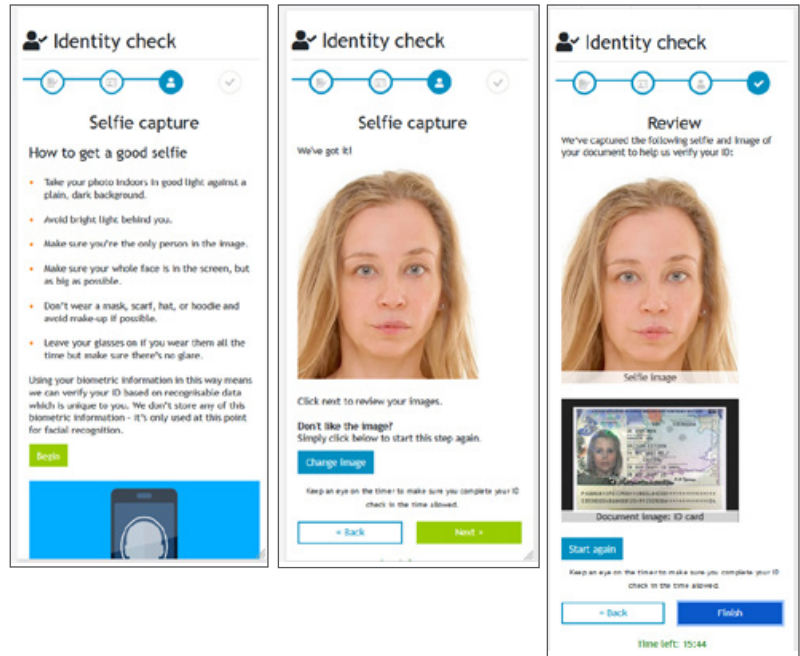 Identity check
Selfie capture
How to get a good selfie
• Take your photo indoors in good light against a
plain, dark background.
• Avoid bright light behind you.
• Make sure you're the only person in the image.
• Make sure your whole face is in the screen, but
as big as possible.
• Don't wear a mask, scarf, hat, or hoodie and
avoid make-up if possible.
• Leave your glasses on if you wear them all the
time but make sure there's no glare.
Using your biometric information in this way means
we can verify your ID based on recognisable data
which is unique to you. We don't store any of this
biometric information - it's only used at this point
for facial recognition.
Begin
Identity check
Selfie capture
We've got it!
Click next to review your images.
Don't like the image?
Simply click below to start this step again.
Change image
Keep an eye on the timer to make sure you complete your ID
check in the time allowed.
« Back
Next »
Identity check
Review
We've captured the following selfie and image of
your document to help us verify your ID:
Selfie image
Document image: ID card
Start again
Keep an eye on the timer to make sure you complete your ID
check in the time allowed.
« Back
Finish
Time left: 15:44